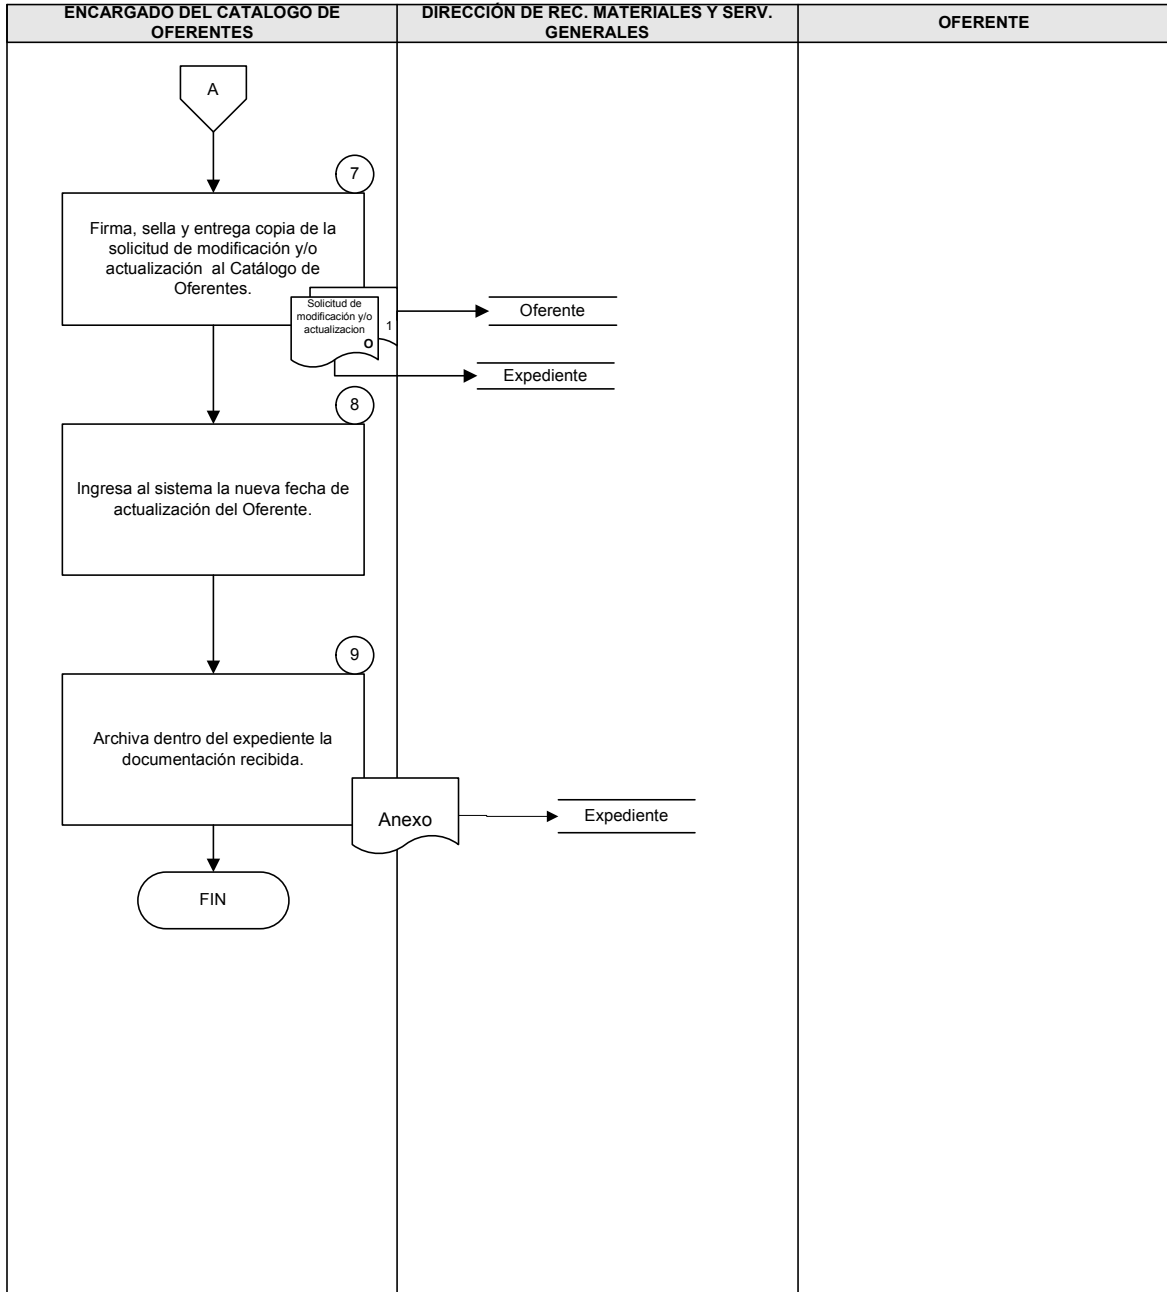 ENCARGADO DEL CATALOGO DE
OFERENTES
DIRECCIÓN DE REC. MATERIALES Y SERV.
GENERALES
OFERENTE
A
7
Firma, sella y entrega copia de la
solicitud de modificación y/o
actualización al Catálogo de
Oferentes.
Solicitud de
modificación y/o
actualizacion
O
1
Oferente
Expediente
8
Ingresa al sistema la nueva fecha de
actualización del Oferente.
9
Archiva dentro del expediente la
documentación recibida.
Anexo
Expediente
FIN